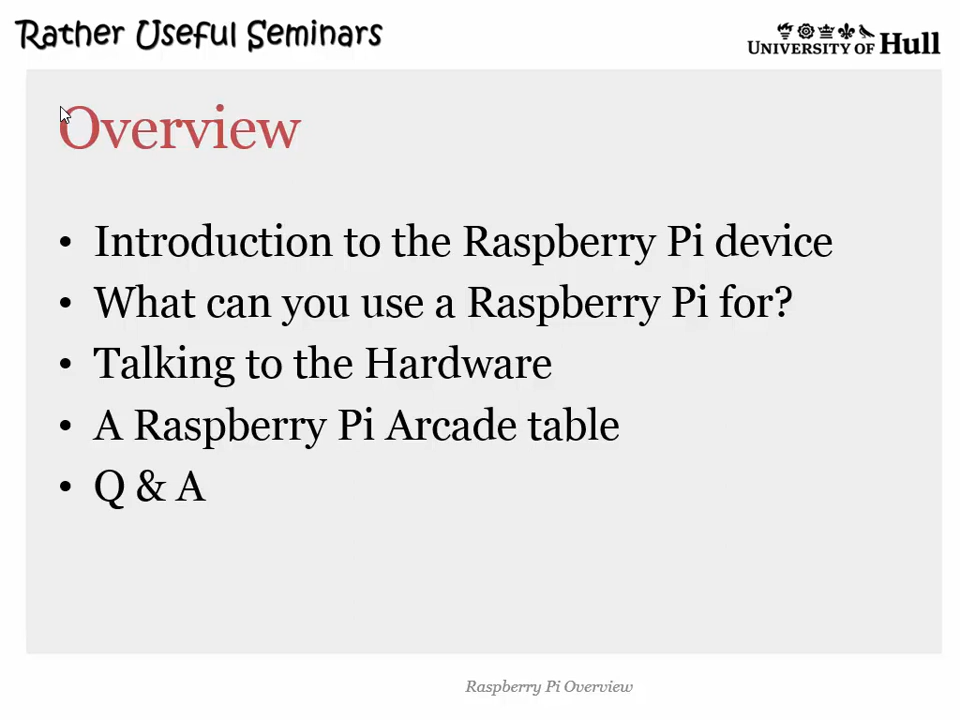 Rather Useful Seminars
UNIVERSITY OF Hull
Overview
• Introduction to the Raspberry Pi device
• What can you use a Raspberry Pi for?
• Talking to the Hardware
• A Raspberry Pi Arcade table
• Q & A
Raspberry Pi Overview